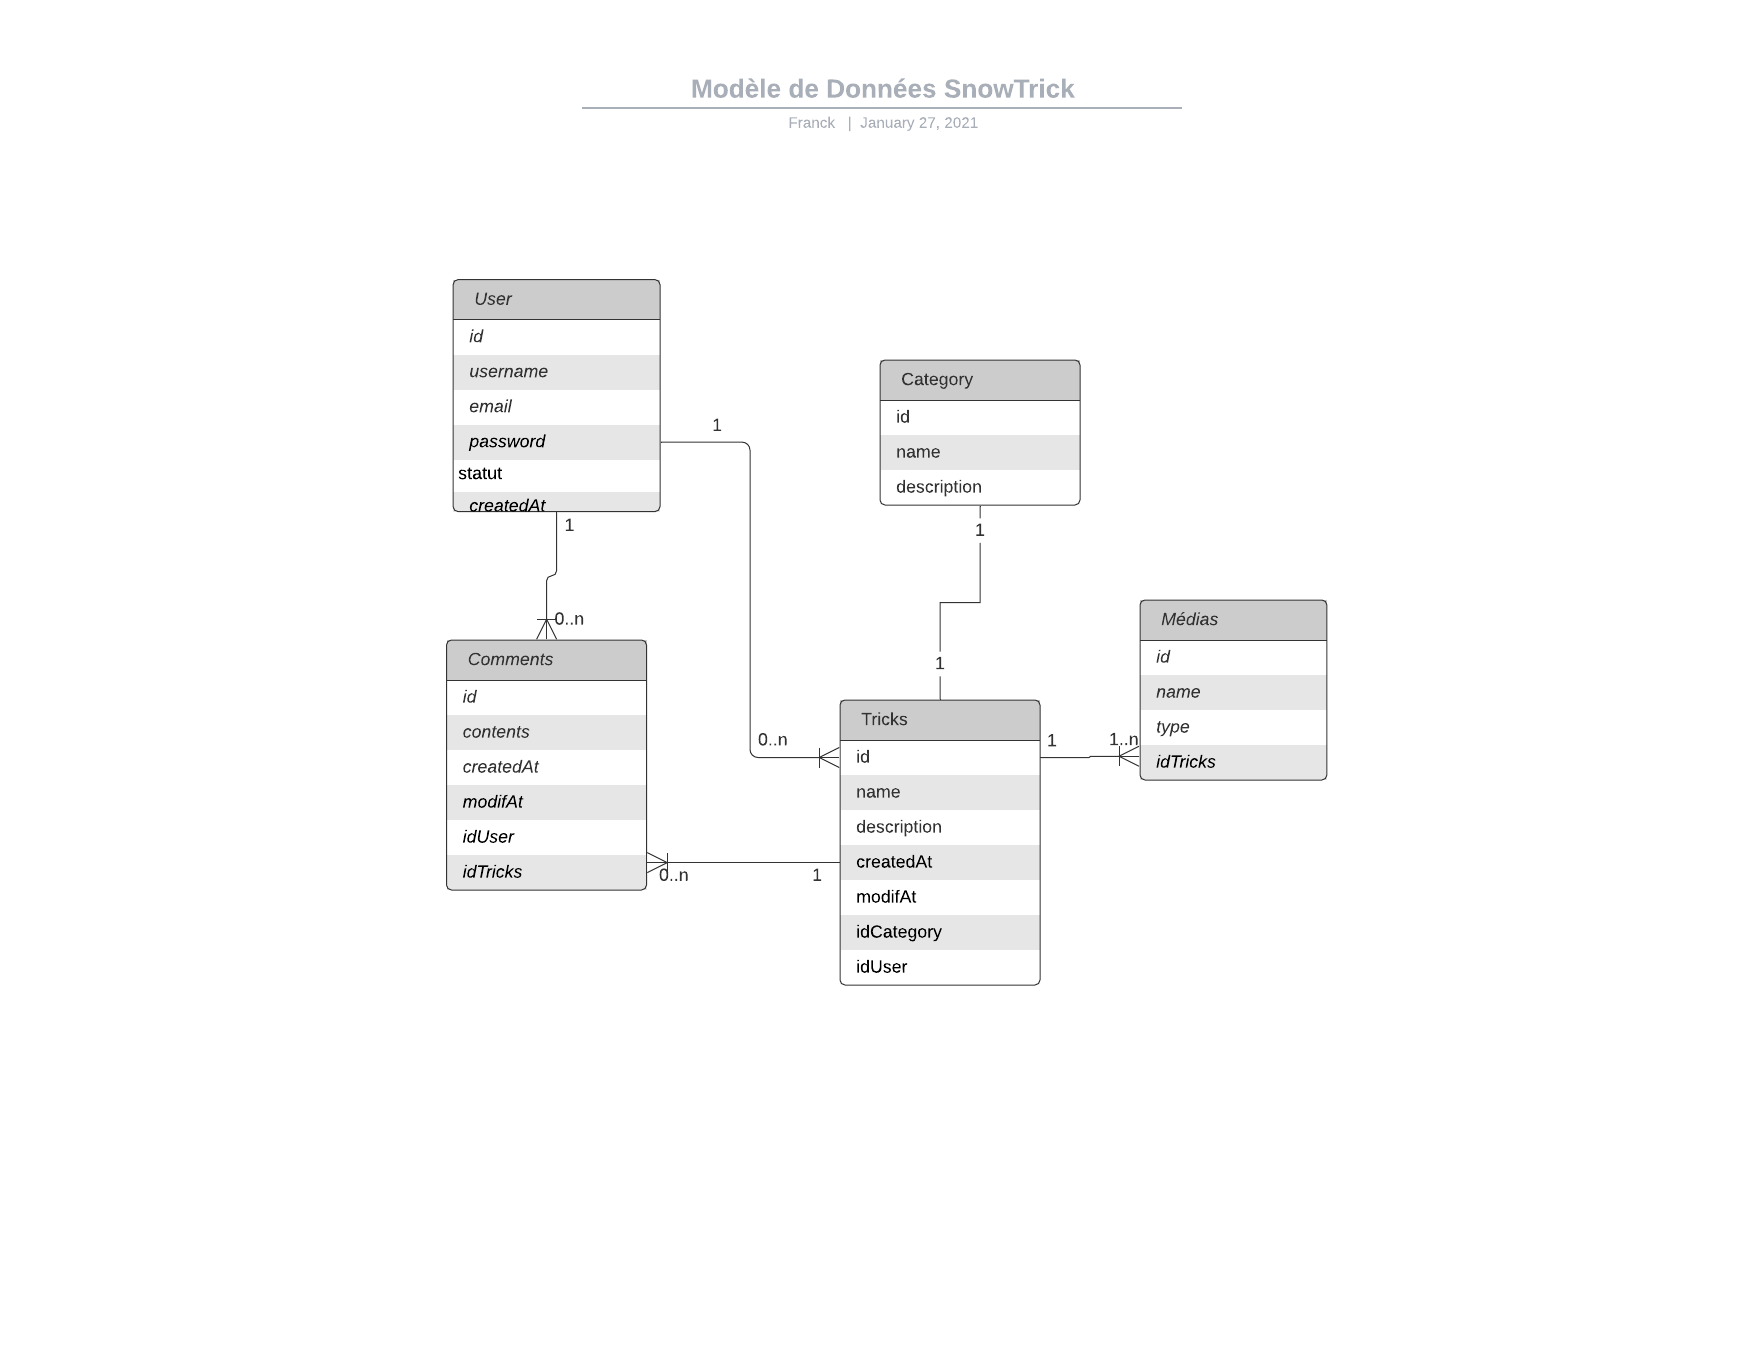 Modèle de Données SnowTrick
Franck | January 27, 2021
User
id
username
email
password
statut
createdAt
1
0..n
1
0..n
Comments
id
contents
createdAt
modifAt
idUser
idTricks
0..n
1
Category
id
name
description
1
1
Tricks
id
name
description
createdAt
modifAt
idCategory
idUser
1
1..n
Médias
id
name
type
idTricks